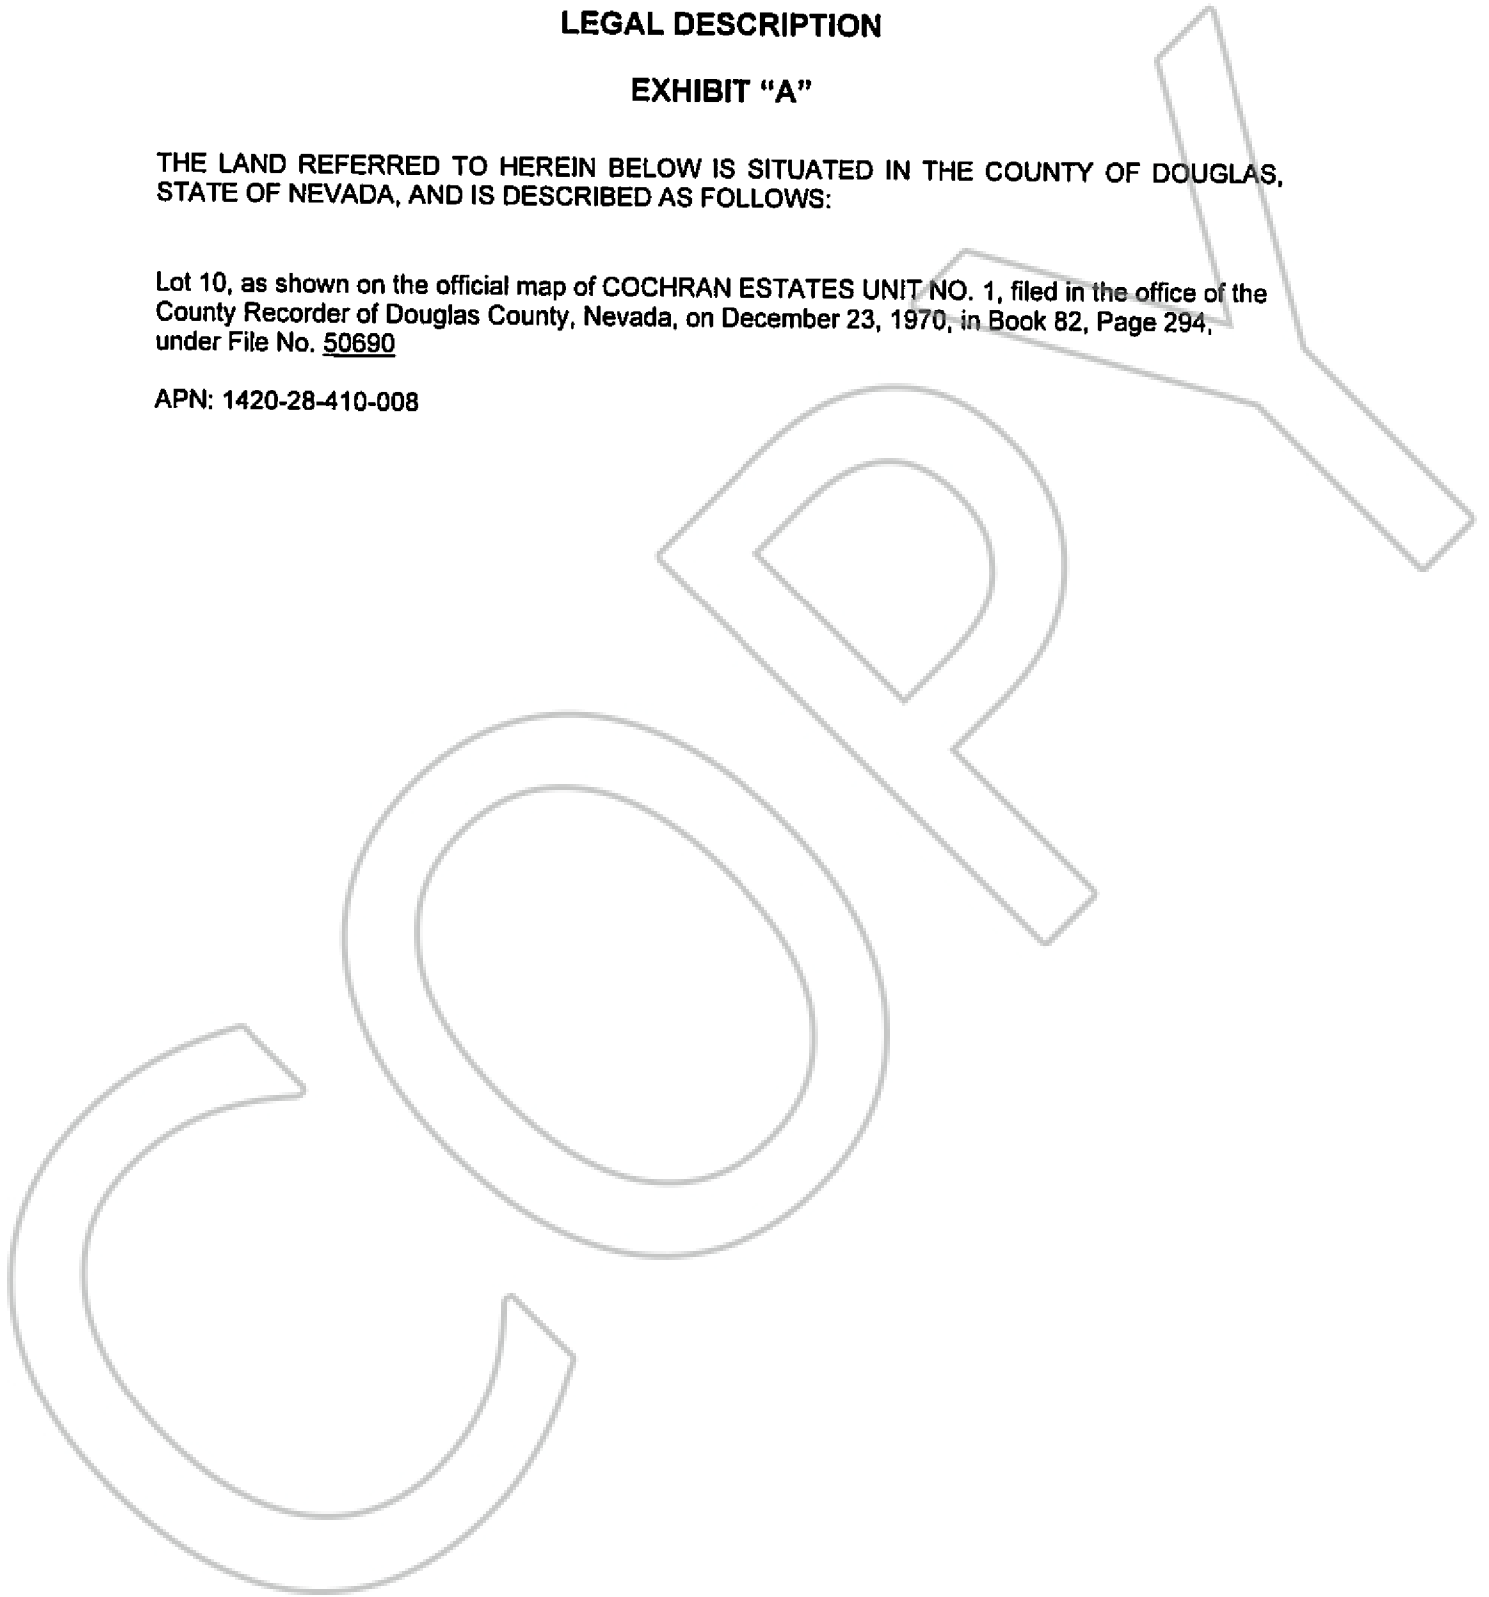 LEGAL DESCRIPTION
EXHIBIT “A”
THE LAND REFERRED TO HEREIN BELOW IS SITUATED IN THE COUNTY OF DOUGLAS,
STATE OF NEVADA, AND IS DESCRIBED AS FOLLOWS:
Lot 10, as shown on the official map of COCHRAN ESTATES UNIT NO. 1, filed in the office of the
County Recorder of Douglas County, Nevada, on December 23, 1970, in Book 82, Page 294,
under File No. 50690
APN: 1420-28-410-008
COPY